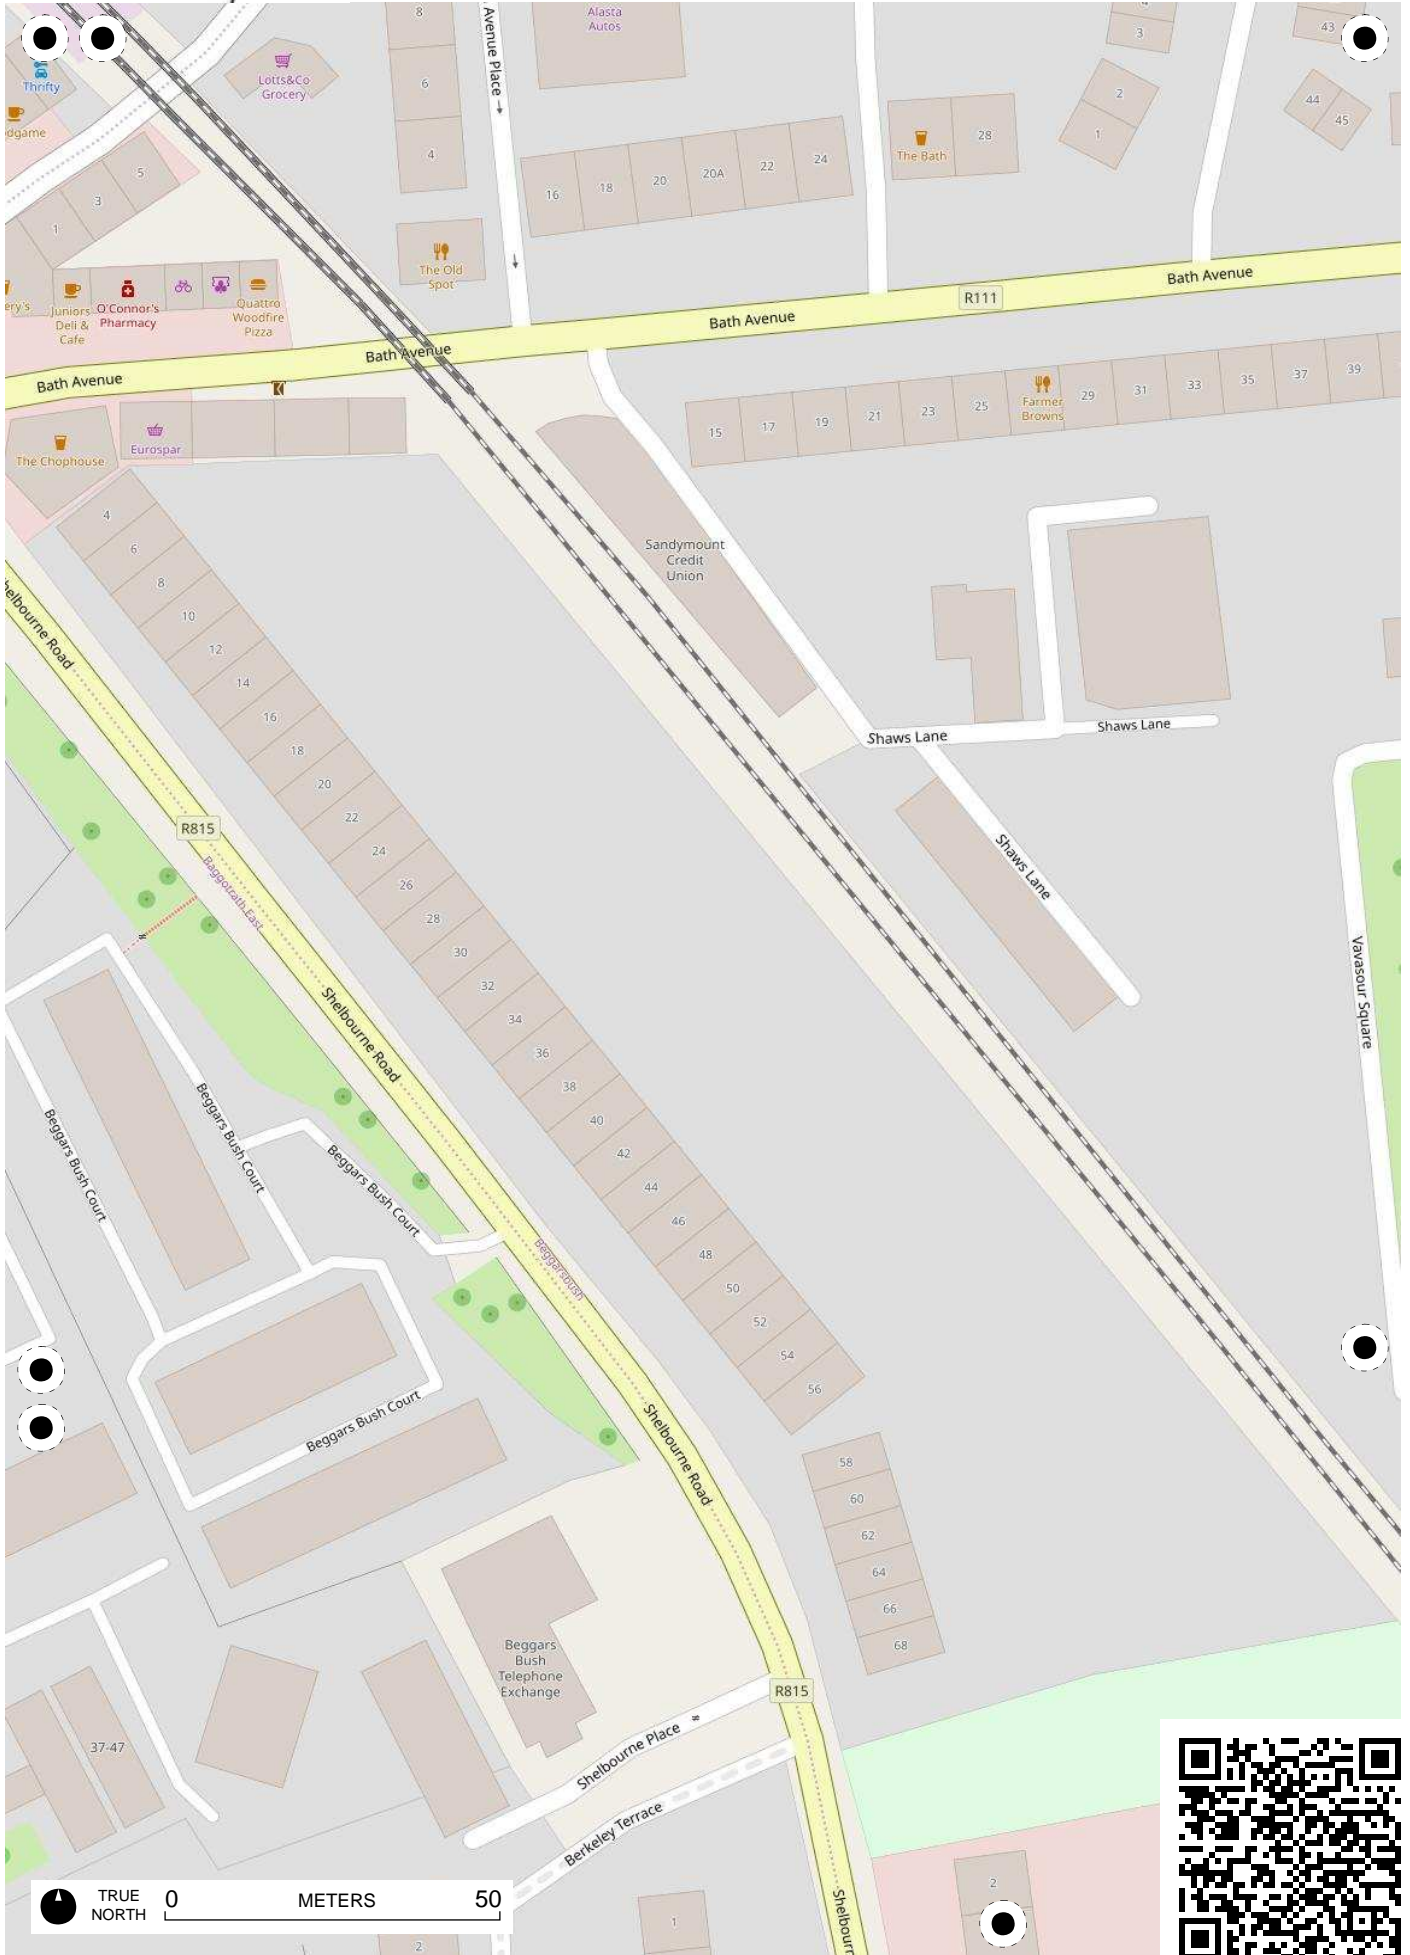 8
Avenue Place →
Alasta
Autos
4
3
43
Thrifty
Lotts&Co
Grocery
6
2
44
45
dgame
4
16
18
20
20A
22
24
The Bath
28
1
5
3
1
The Old
Spot
ery's
Juniors
Deli &
Cafe
O'Connor's
Pharmacy
Quattro
Woodfire
Pizza
Bath Avenue
R111
Bath Avenue
Bath Avenue
Bath Avenue
15
17
19
21
23
25
Farmer
Browns
29
31
33
35
37
39
The Chophouse
Eurospar
4
6
8
10
12
14
16
18
20
22
24
26
28
30
32
34
36
38
40
42
44
46
48
50
52
54
56
Sandymount
Credit
Union
helbourne Road
Shaws Lane
Shaws Lane
Shaws Lane
R815
Baggotrath East
Vavasour Square
Shelbourne Road
Beggars Bush Court
Beggars Bush Court
Beggars Bush Court
Beggarsbush
Beggars Bush Court
Shelbourne Road
58
60
62
64
66
68
Beggars
Bush
Telephone
Exchange
R815
37-47
Shelbourne Place
Berkeley Terrace
Shelbourn
2
1
2
TRUE
NORTH
0 METERS 50